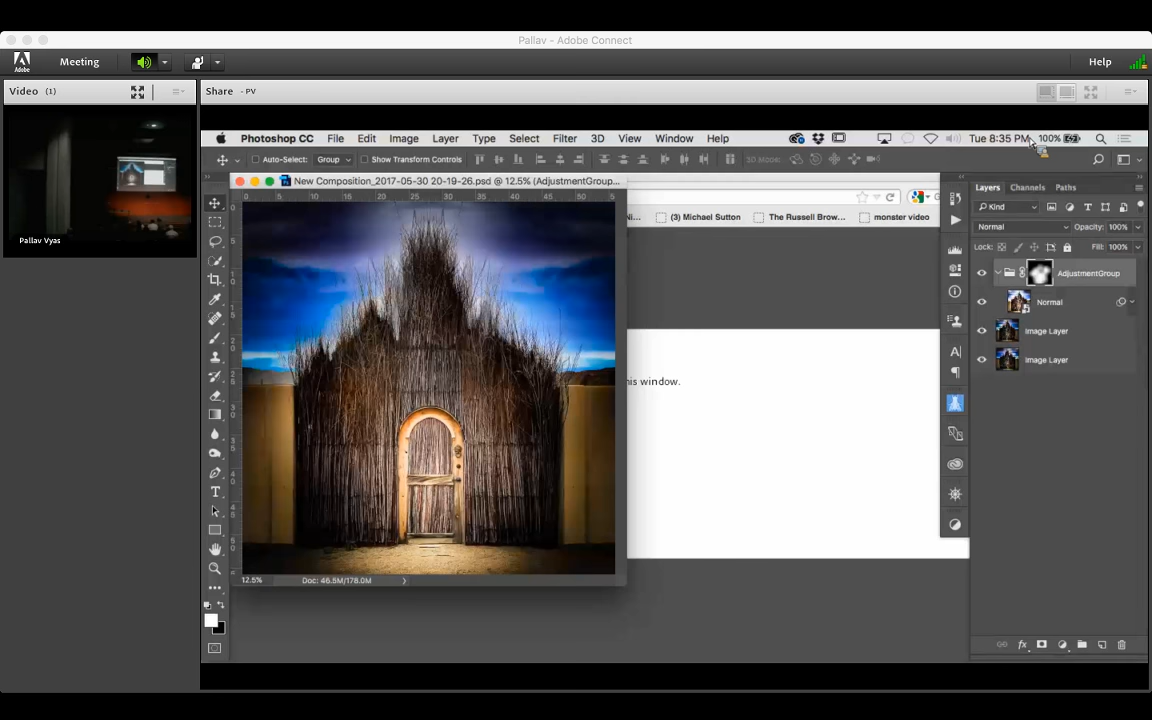 Pallav - Adobe Connect
Adobe
Meeting
Help
Video (1)
Share - PV
Pallav Vyas
Photoshop CC File Edit Image Layer Type Select Filter 3D View Window Help
Tue 8:35 PM 100%
Auto-Select: Group Show Transform Controls
3D Mode:
New Composition_2017-05-30 20-19-26.psd @ 12.5% (AdjustmentGroup...
(3) Michael Sutton
The Russell Brow...
monster video
his window.
Layers Channels Paths
Kind
Normal
Opacity: 100%
Lock:
Fill: 100%
AdjustmentGroup
Normal
Image Layer
Image Layer
12.5%
Doc: 46.5M/178.0M